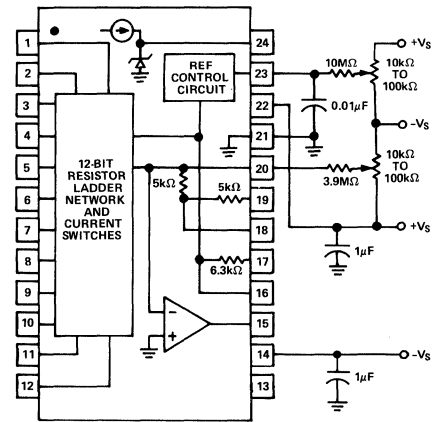 1
2
3
4
5
6
7
8
9
10
11
12
24
23
22
21
20
19
18
17
16
15
14
13
REF
CONTROL
CIRCUIT
12-BIT
RESISTOR
LADDER
NETWORK
AND
CURRENT
SWITCHES
5kΩ
5kΩ
6.3kΩ
−
+
10MΩ
0.01μF
10kΩ
TO
100kΩ
+VS
−VS
3.9MΩ
10kΩ
TO
100kΩ
+VS
1μF
−VS
1μF